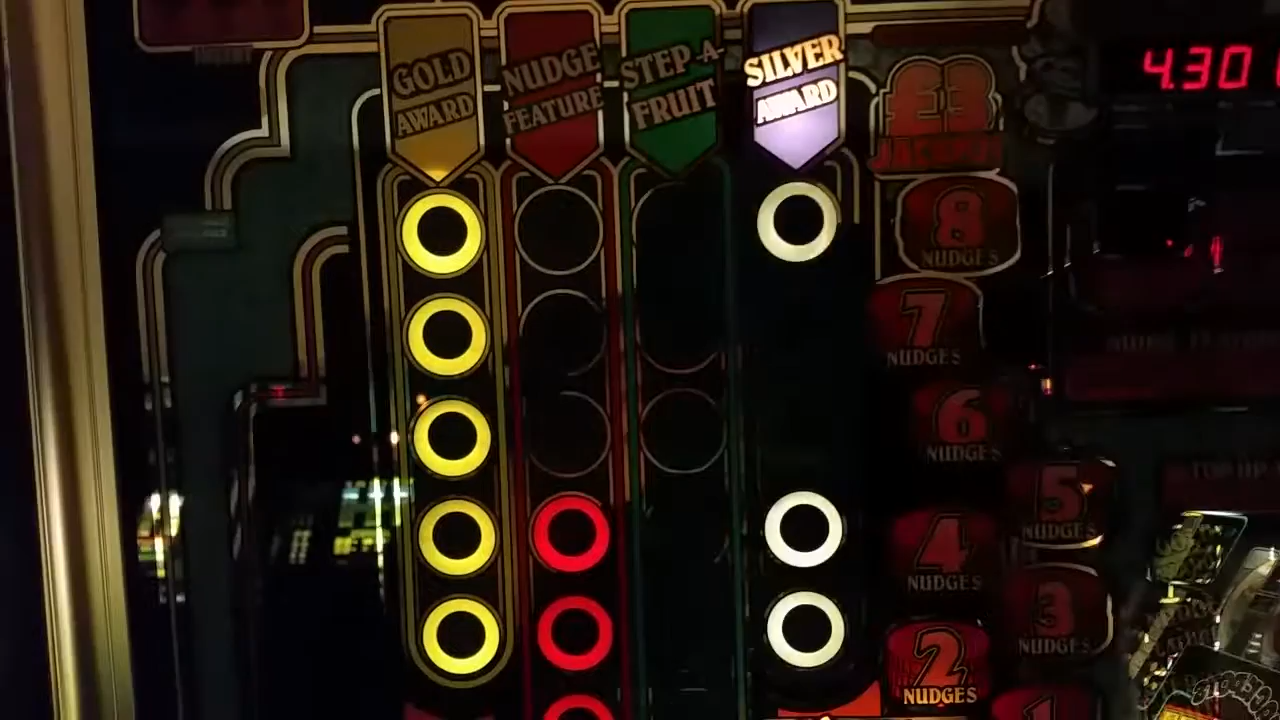 GOLD
AWARD
NUDGE
FEATURE
STEP-A-
FRUIT
SILVER
AWARD
£3
JACKPOT
4.30
8
NUDGES
7
NUDGES
6
NUDGES
5
NUDGES
4
NUDGES
3
NUDGES
2
NUDGES
1